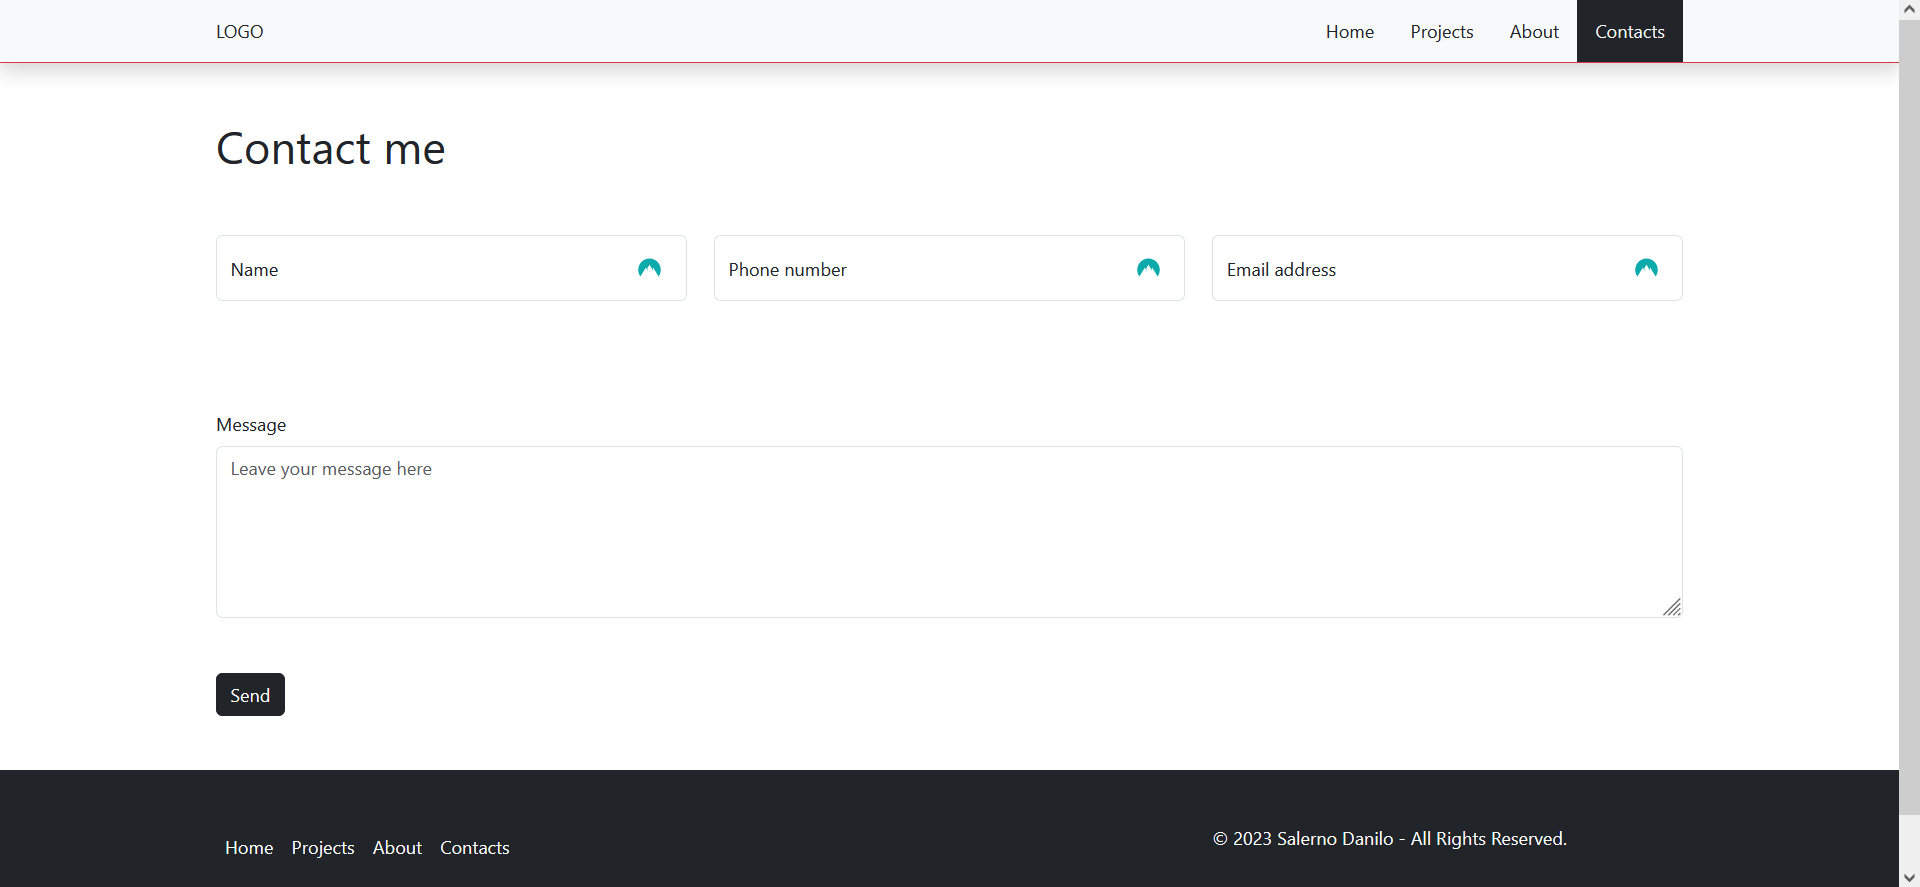 LOGO Home Projects About Contacts
Contact me
Name Phone number Email address
Message
Leave your message here
Send
Home Projects About Contacts © 2023 Salerno Danilo - All Rights Reserved.